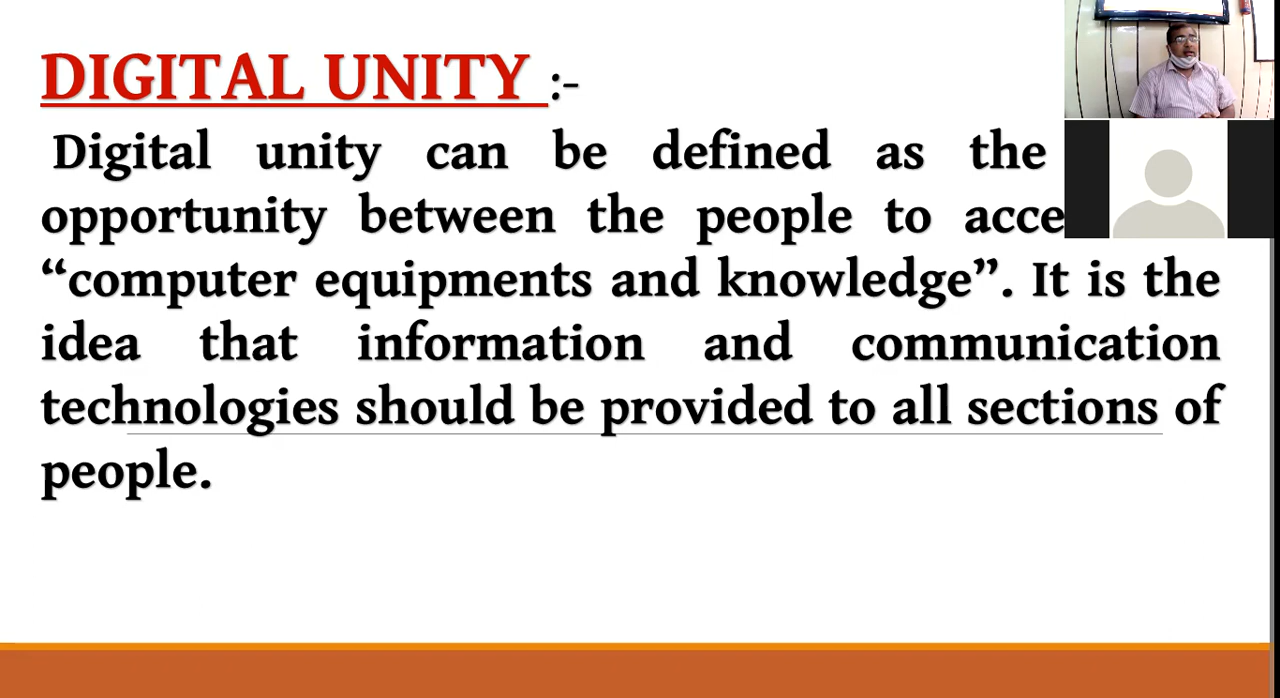 DIGITAL UNITY :-
Digital unity can be defined as the
opportunity between the people to
“computer equipments and knowledge”. It is the
idea that information and communication
technologies should be provided to all sections of
people.